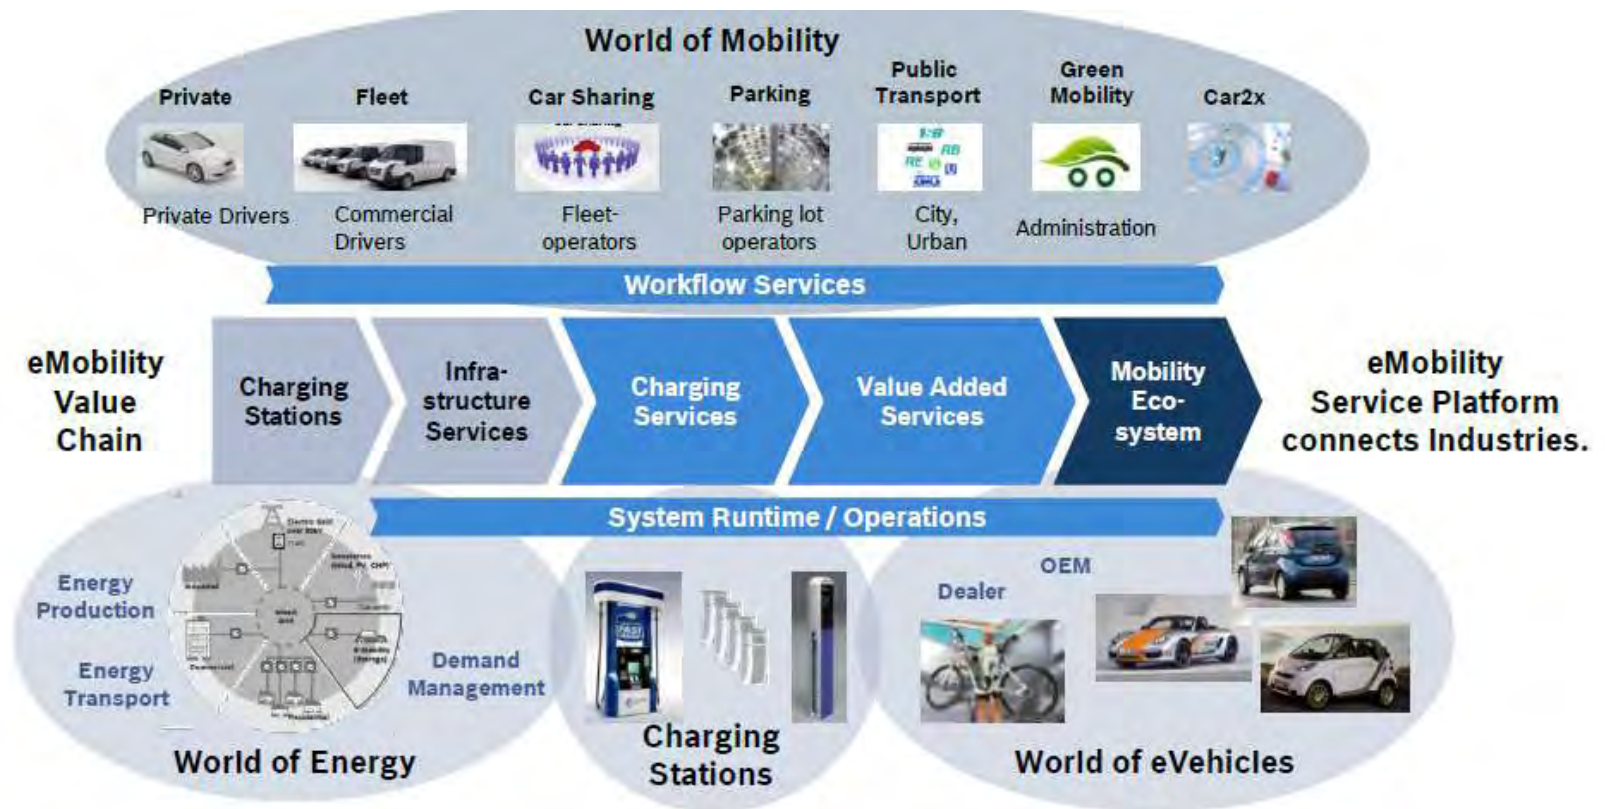 World of Mobility
Private
Fleet
Car Sharing
Parking
Public
Transport
Green
Mobility
Car2x
Private Drivers
Commercial
Drivers
Fleet-
operators
Parking lot
operators
City,
Urban
Administration
Workflow Services
eMobility
Value
Chain
Charging
Stations
Infra-
structure
Services
Charging
Services
Value Added
Services
Mobility
Eco-
system
eMobility
Service Platform
connects Industries.
System Runtime / Operations
Energy
Production
Energy
Transport
Demand
Management
World of Energy
Charging
Stations
Dealer
OEM
World of eVehicles